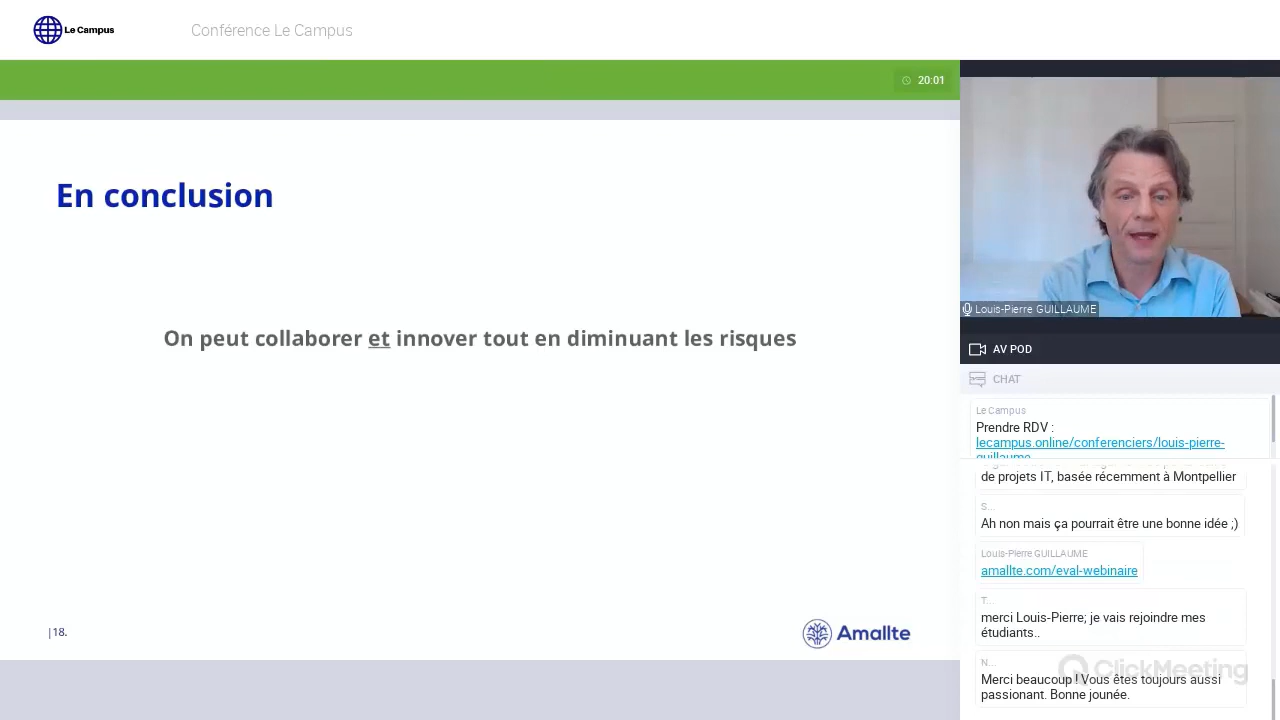 Le Campus
Conférence Le Campus
20:01
En conclusion
On peut collaborer et innover tout en diminuant les risques
|18.
Amallte
Louis-Pierre GUILLAUME
AV POD
CHAT
Le Campus
Prendre RDV :
lecampus.online/conferenciers/louis-pierre-
guillaume
de projets IT, basée récemment à Montpellier
S...
Ah non mais ça pourrait être une bonne idée ;)
Louis-Pierre GUILLAUME
amallte.com/eval-webinaire
T...
merci Louis-Pierre; je vais rejoindre mes
étudiants..
N...
Merci beaucoup ! Vous êtes toujours aussi
passionant. Bonne jounée.
ClickMeeting